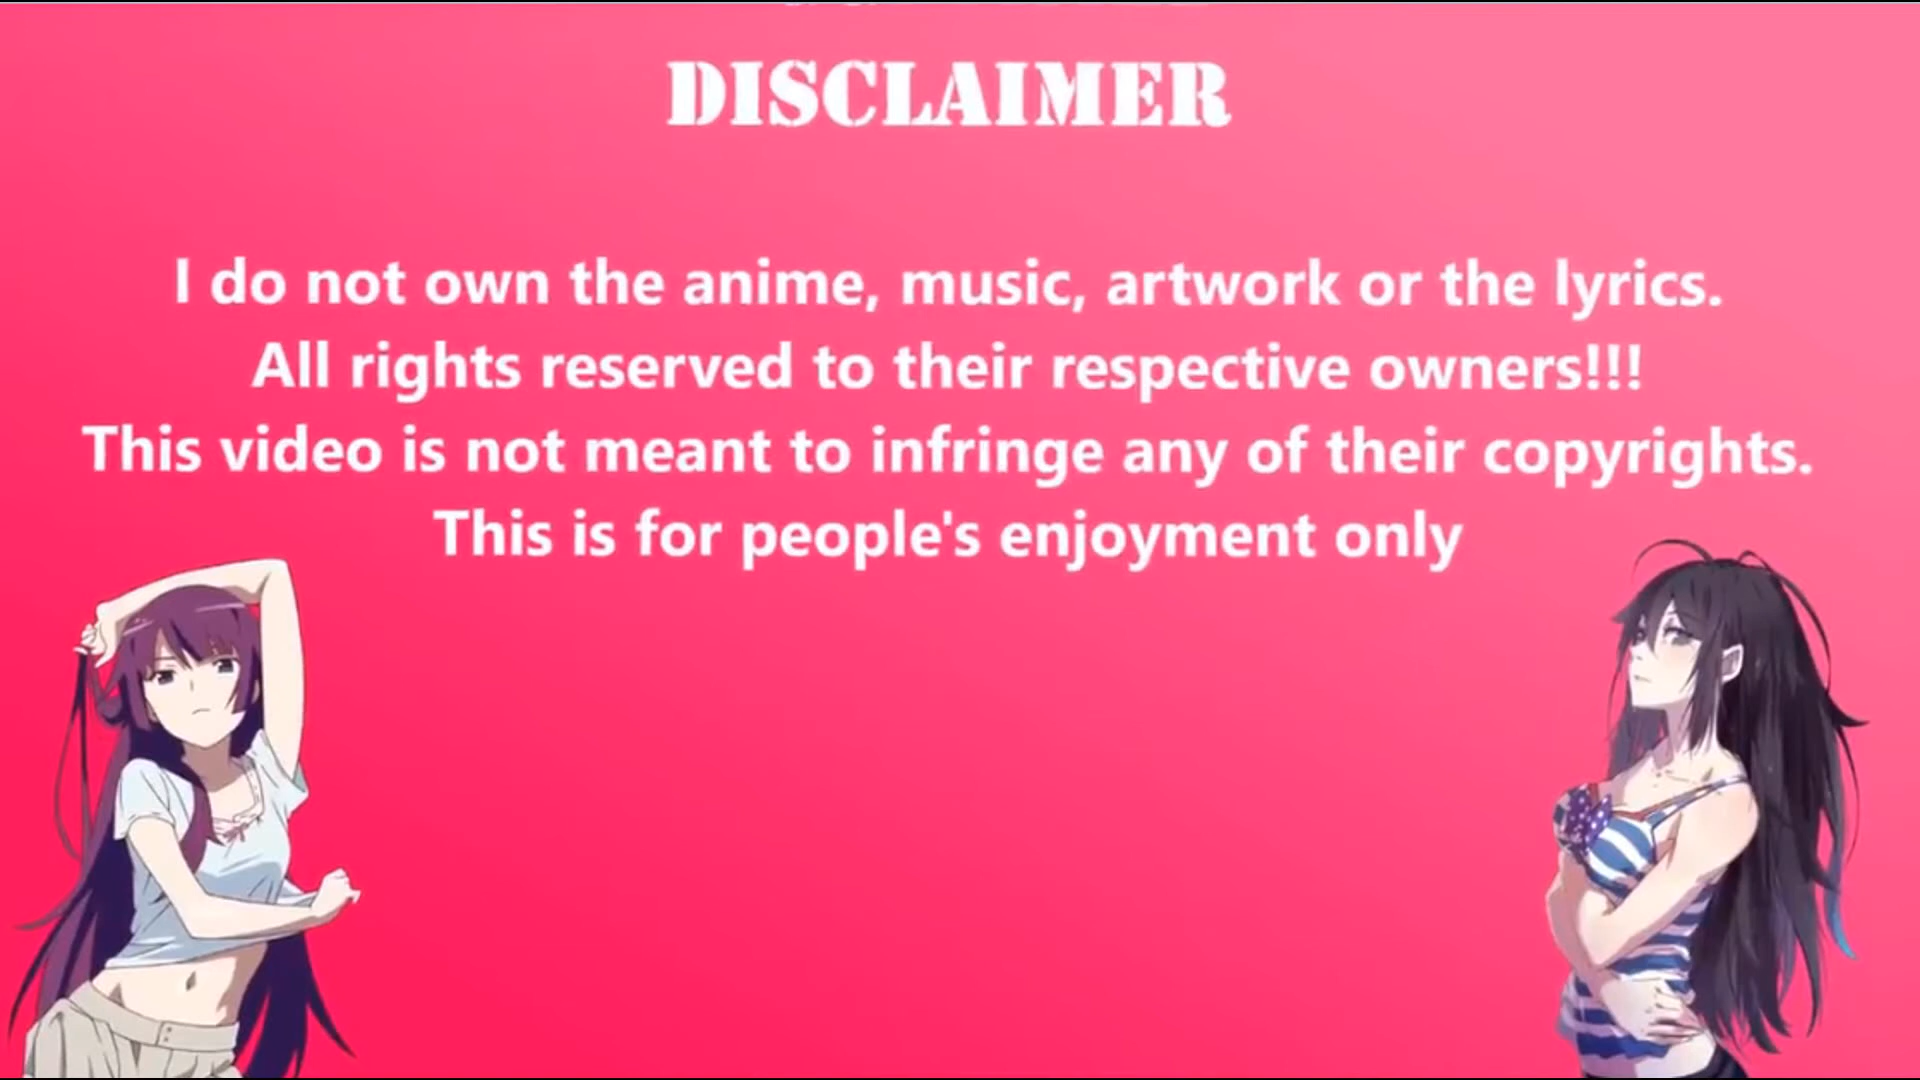 DISCLAIMER
I do not own the anime, music, artwork or the lyrics.
All rights reserved to their respective owners!!!
This video is not meant to infringe any of their copyrights.
This is for people's enjoyment only